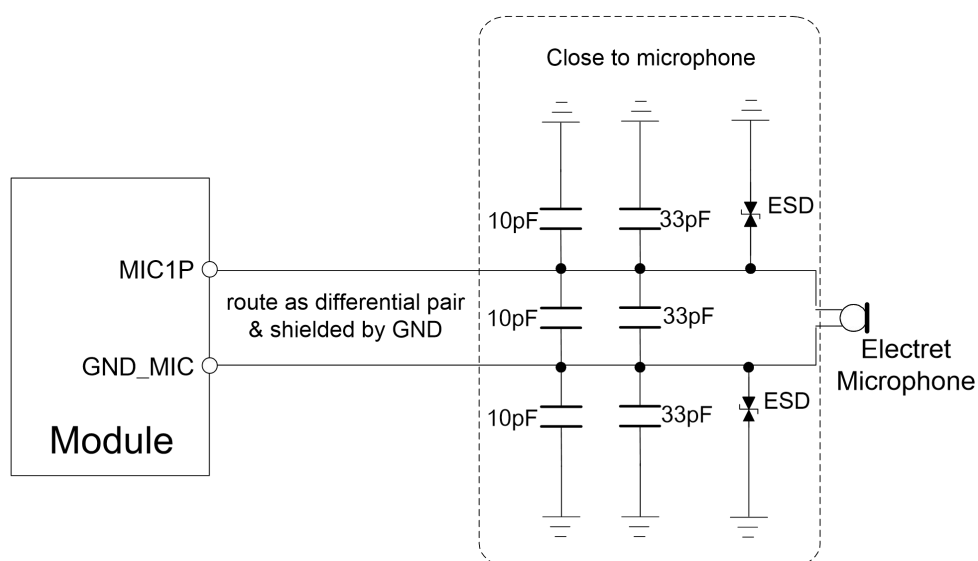 Close to microphone
10pF
33pF
ESD
MIC1P
route as differential pair
& shielded by GND
10pF
33pF
GND_MIC
Electret
Microphone
10pF
33pF
ESD
Module